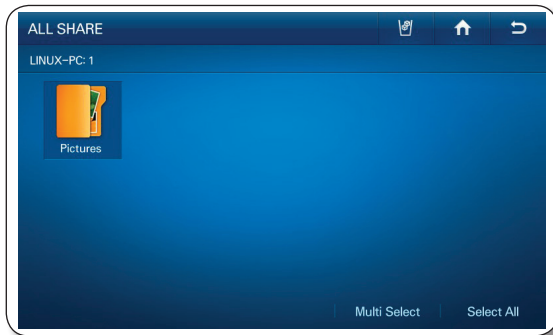 ALL SHARE
LINUX-PC: 1
Pictures
Multi Select Select All